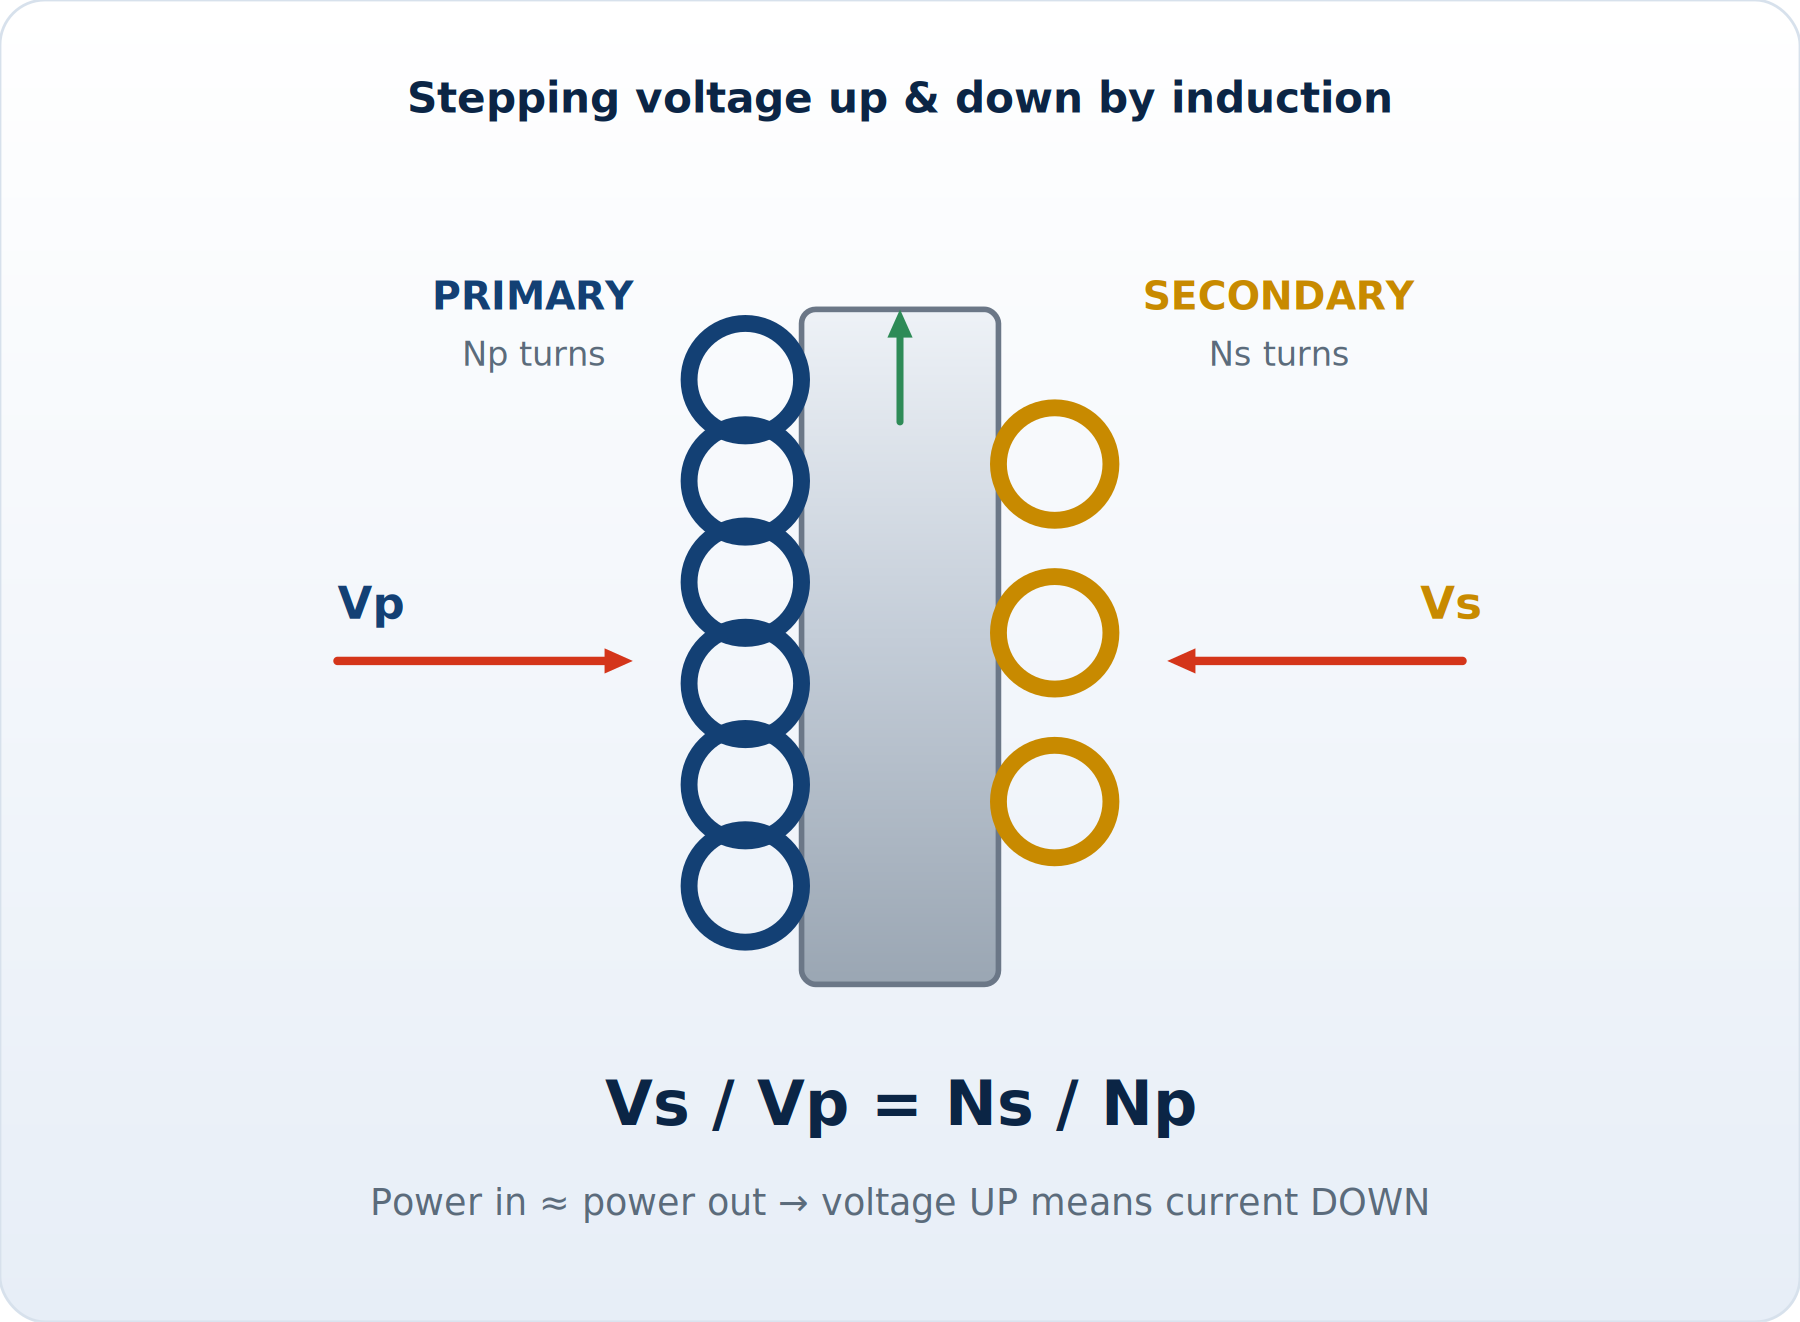 Stepping voltage up & down by induction
PRIMARY
Np turns
SECONDARY
Ns turns
Vp
Vs
Vs / Vp = Ns / Np
Power in ≈ power out → voltage UP means current DOWN